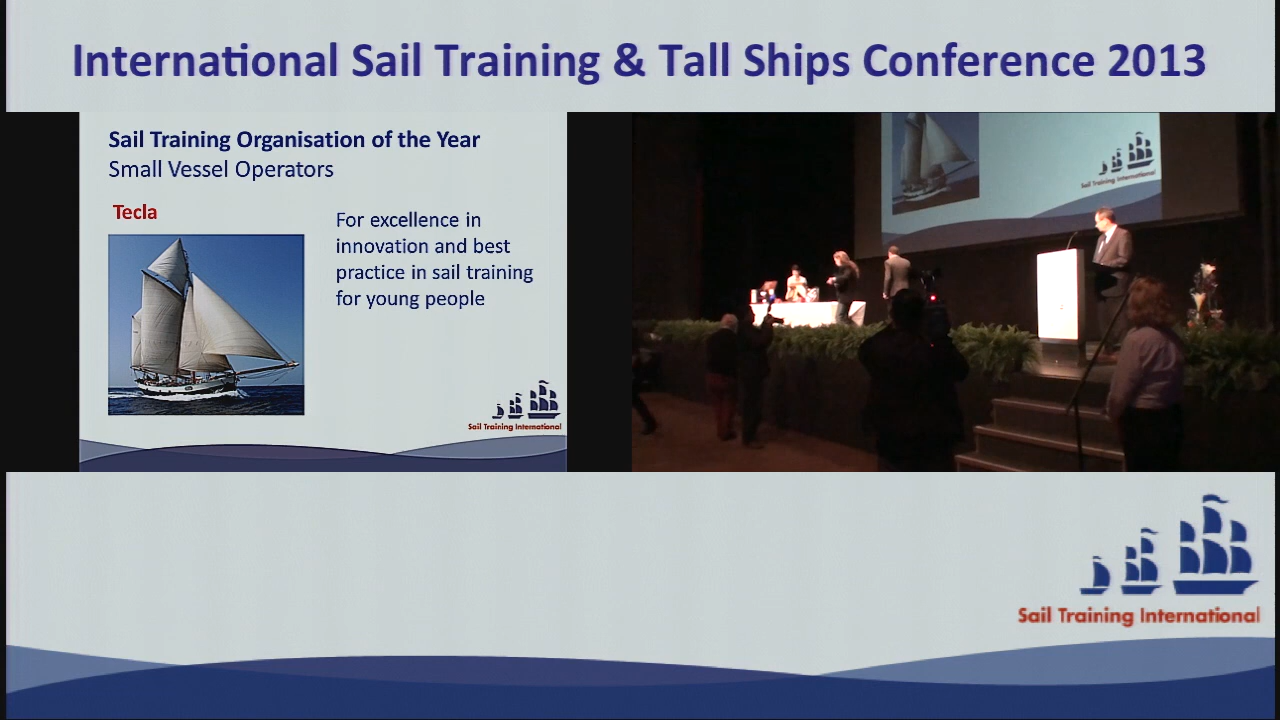 International Sail Training & Tall Ships Conference 2013
Sail Training Organisation of the Year
Small Vessel Operators
Tecla
For excellence in
innovation and best
practice in sail training
for young people
Sail Training International
Sail Training International
Sail Training International